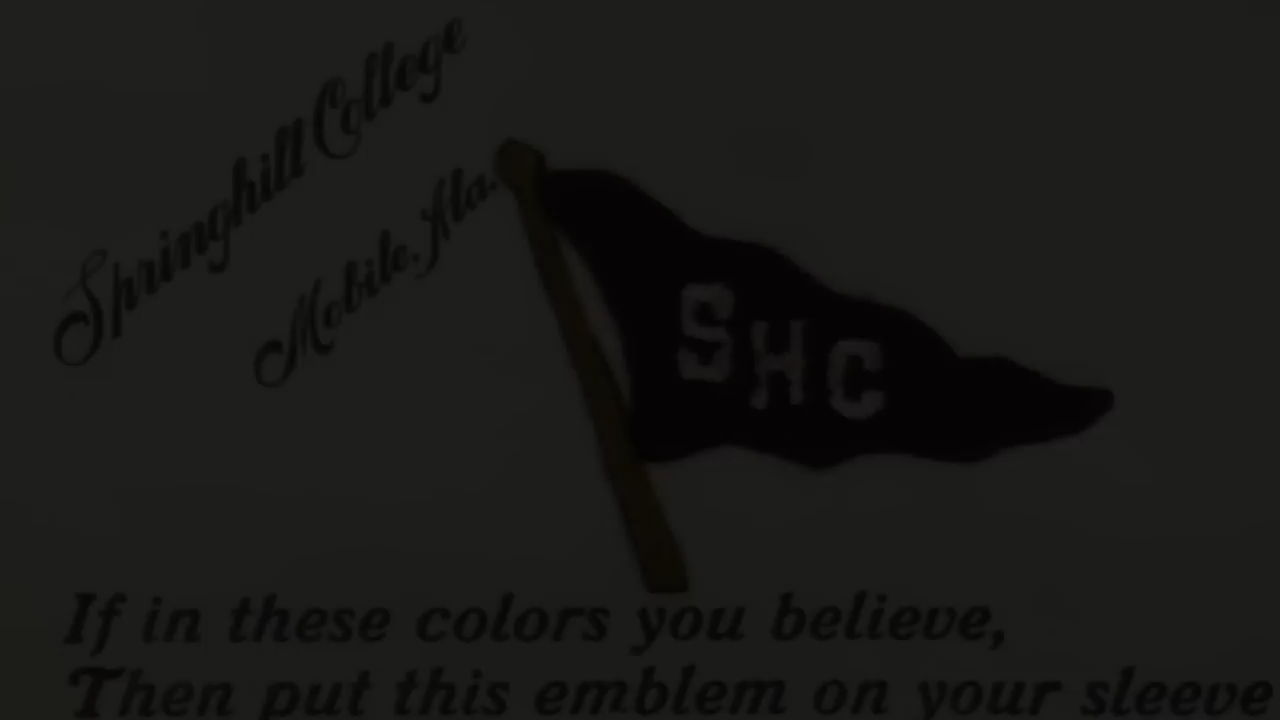 Springhill College
Mobile, Ala.
SHC
If in these colors you believe,
Then put this emblem on your sleeve